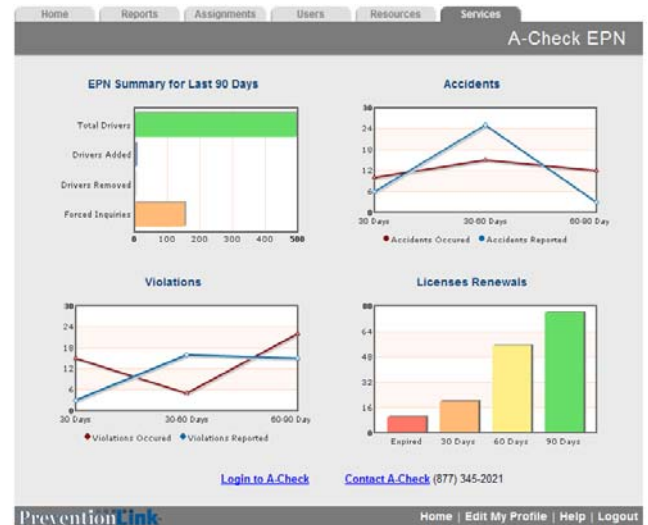 Home Reports Assignments Users Resources Services
A-Check EPN
EPN Summary for Last 90 Days
Total Drivers
Drivers Added
Drivers Removed
Forced Inquiries
0 100 200 300 400 500
Accidents
30
24
18
12
6
0
30 Days 30-60 Days 60-90 Day
Accidents Occured Accidents Reported
Violations
30
24
18
12
6
0
30 Days 30-60 Days 60-90 Day
Violations Occured Violations Reported
Licenses Renewals
80
64
48
32
16
0
Expired 30 Days 60 Days 90 Days
Login to A-Check Contact A-Check (877) 345-2021
PreventionLink Home | Edit My Profile | Help | Logout